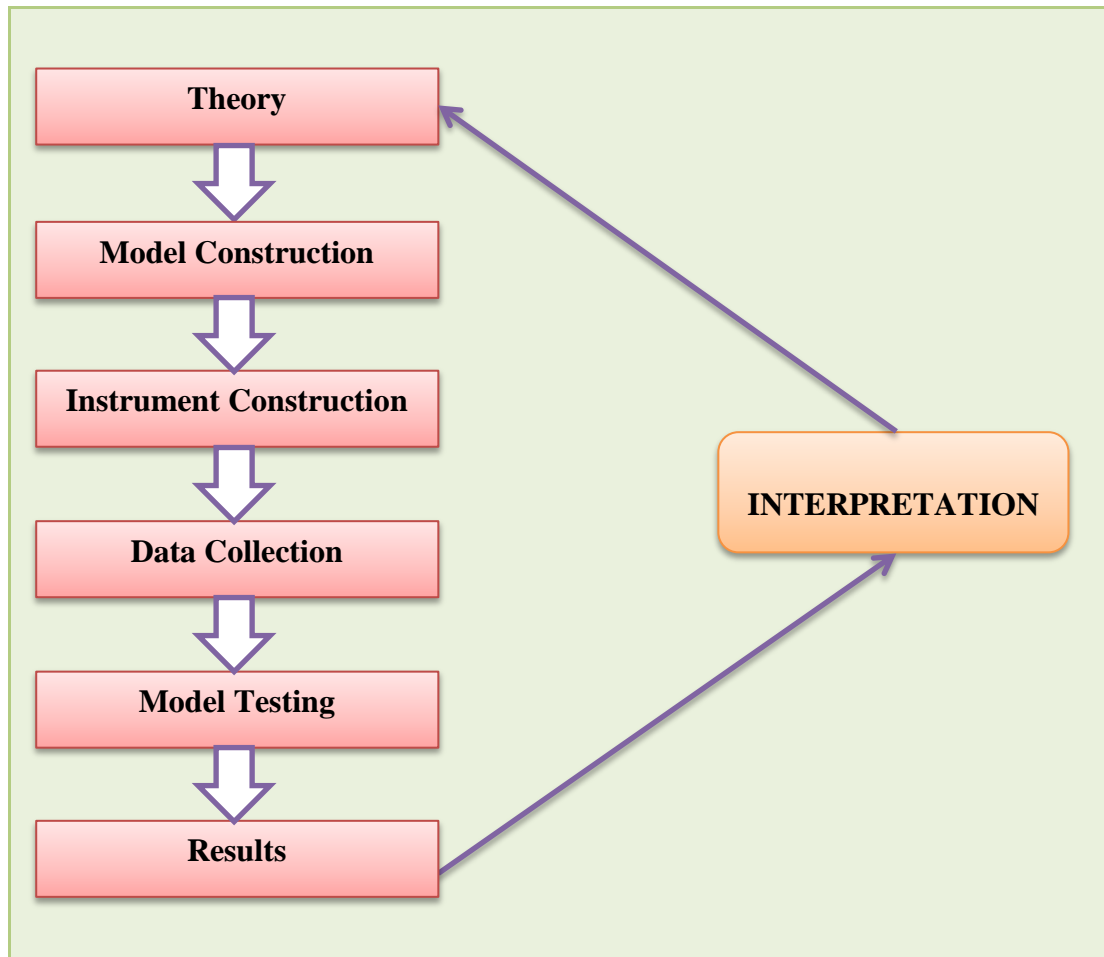 Theory
Model Construction
Instrument Construction
Data Collection
Model Testing
Results
INTERPRETATION